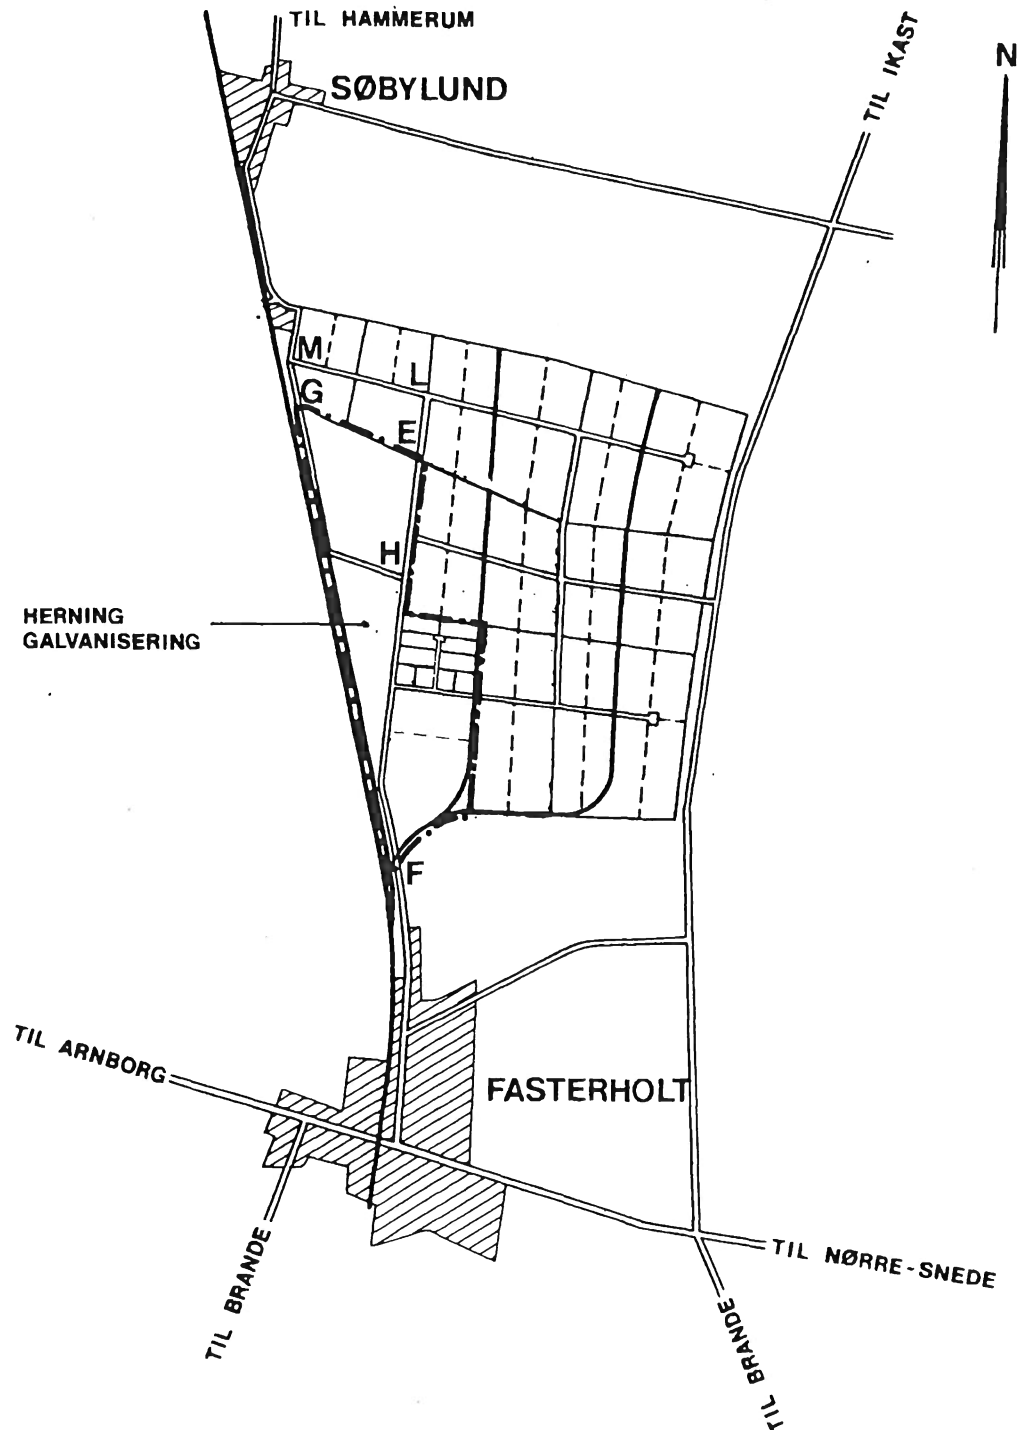 TIL HAMMERUM
SØBYLUND
TIL IKAST
N
M
L
G
E
H
HERNING
GALVANISERING
F
TIL ARNBORG
FASTERHOLT
TIL BRANDE
TIL NØRRE-SNEDE
TIL BRANDE